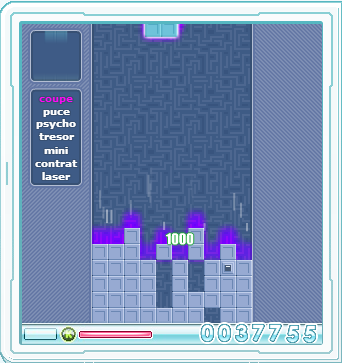 coupe
puce
psycho
tresor
mini
contrat
laser
1000
0037755